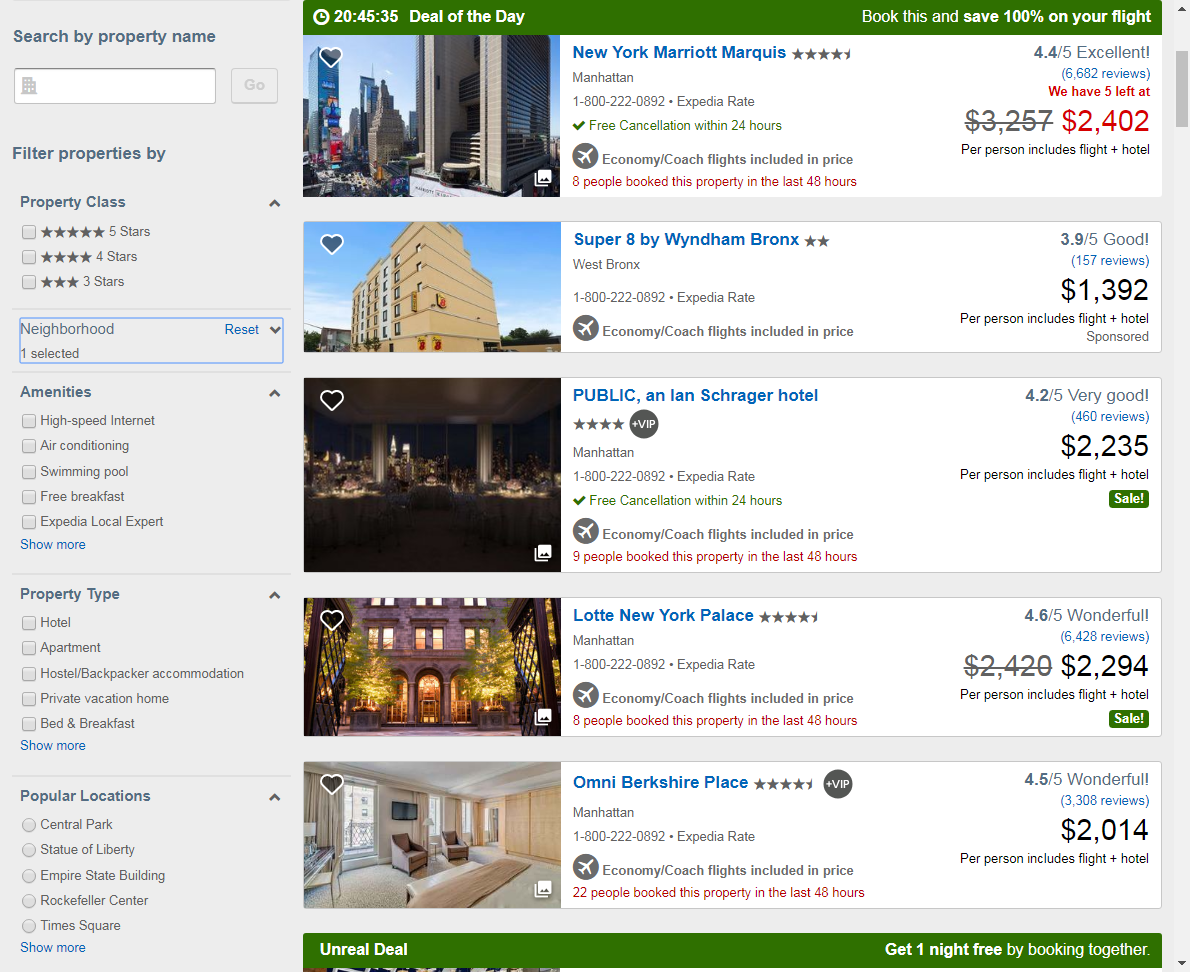 Search by property name
Go
Filter properties by
Property Class
5 Stars
4 Stars
3 Stars
Neighborhood Reset
1 selected
Amenities
High-speed Internet
Air conditioning
Swimming pool
Free breakfast
Expedia Local Expert
Show more
Property Type
Hotel
Apartment
Hostel/Backpacker accommodation
Private vacation home
Bed & Breakfast
Show more
Popular Locations
Central Park
Statue of Liberty
Empire State Building
Rockefeller Center
Times Square
Show more
20:45:35 Deal of the Day Book this and save 100% on your flight
New York Marriott Marquis
Manhattan
1-800-222-0892 • Expedia Rate
Free Cancellation within 24 hours
Economy/Coach flights included in price
8 people booked this property in the last 48 hours
4.4/5 Excellent!
(6,682 reviews)
We have 5 left at
$3,257 $2,402
Per person includes flight + hotel
Super 8 by Wyndham Bronx
West Bronx
1-800-222-0892 • Expedia Rate
Economy/Coach flights included in price
3.9/5 Good!
(157 reviews)
$1,392
Per person includes flight + hotel
Sponsored
PUBLIC, an Ian Schrager hotel
+VIP
Manhattan
1-800-222-0892 • Expedia Rate
Free Cancellation within 24 hours
Economy/Coach flights included in price
9 people booked this property in the last 48 hours
4.2/5 Very good!
(460 reviews)
$2,235
Per person includes flight + hotel
Sale!
Lotte New York Palace
Manhattan
1-800-222-0892 • Expedia Rate
Economy/Coach flights included in price
8 people booked this property in the last 48 hours
4.6/5 Wonderful!
(6,428 reviews)
$2,420 $2,294
Per person includes flight + hotel
Sale!
Omni Berkshire Place +VIP
Manhattan
1-800-222-0892 • Expedia Rate
Economy/Coach flights included in price
22 people booked this property in the last 48 hours
4.5/5 Wonderful!
(3,308 reviews)
$2,014
Per person includes flight + hotel
Unreal Deal Get 1 night free by booking together.